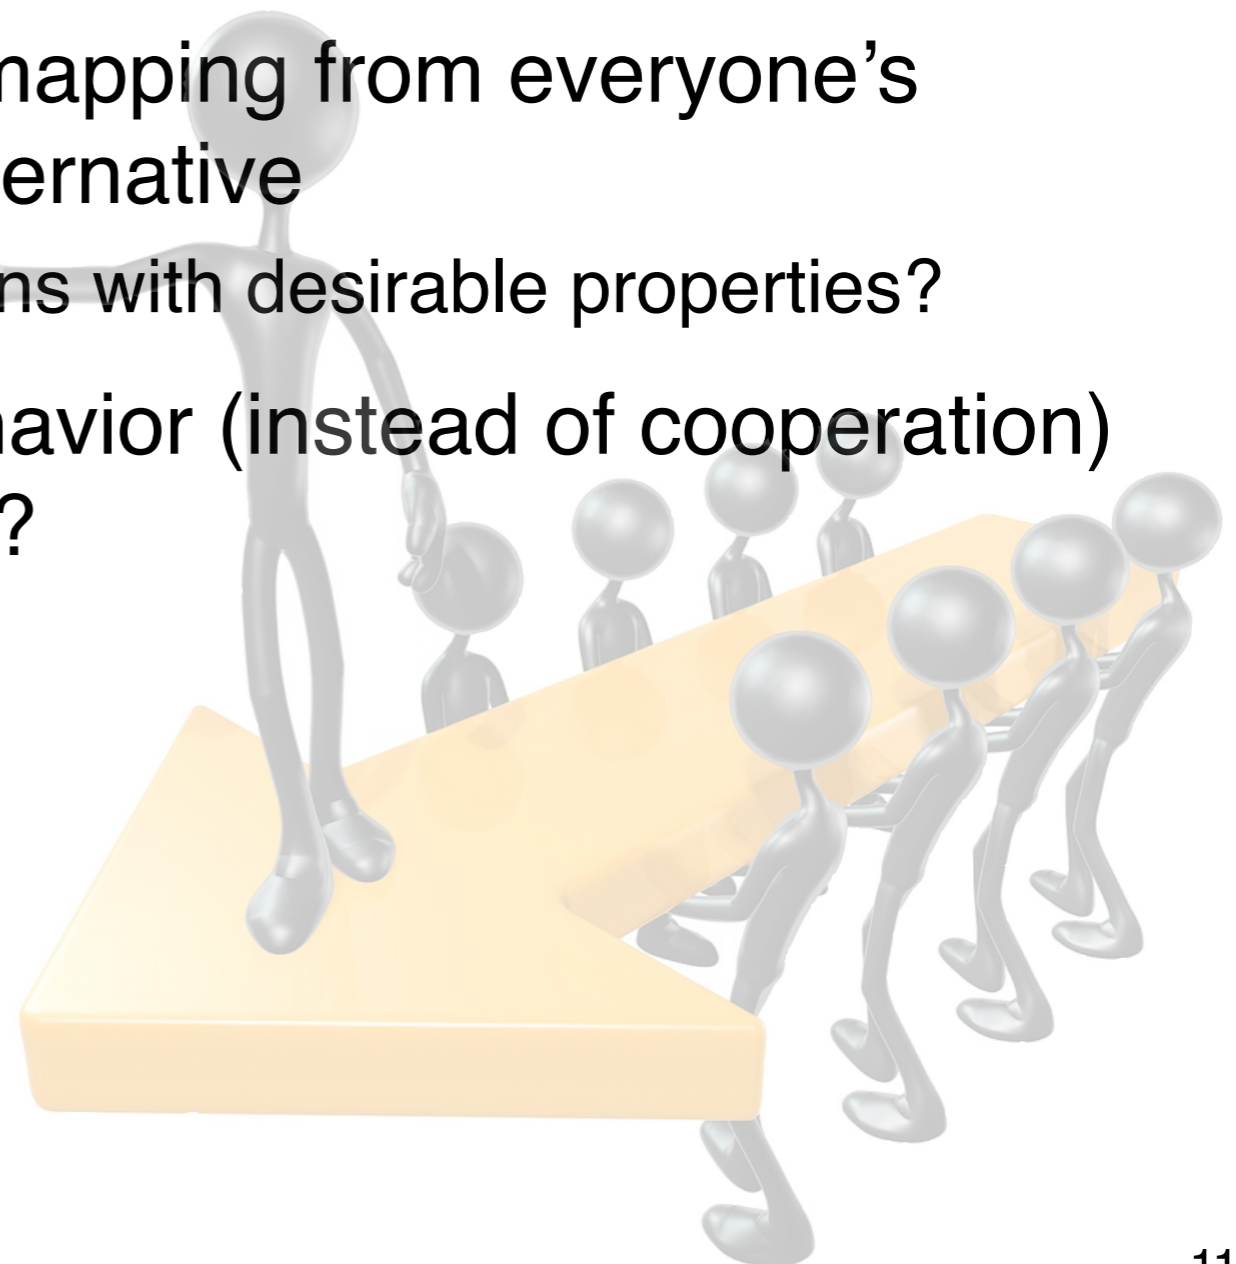 mapping from everyone’s
ernative
ns with desirable properties?
avior (instead of cooperation)
?
11